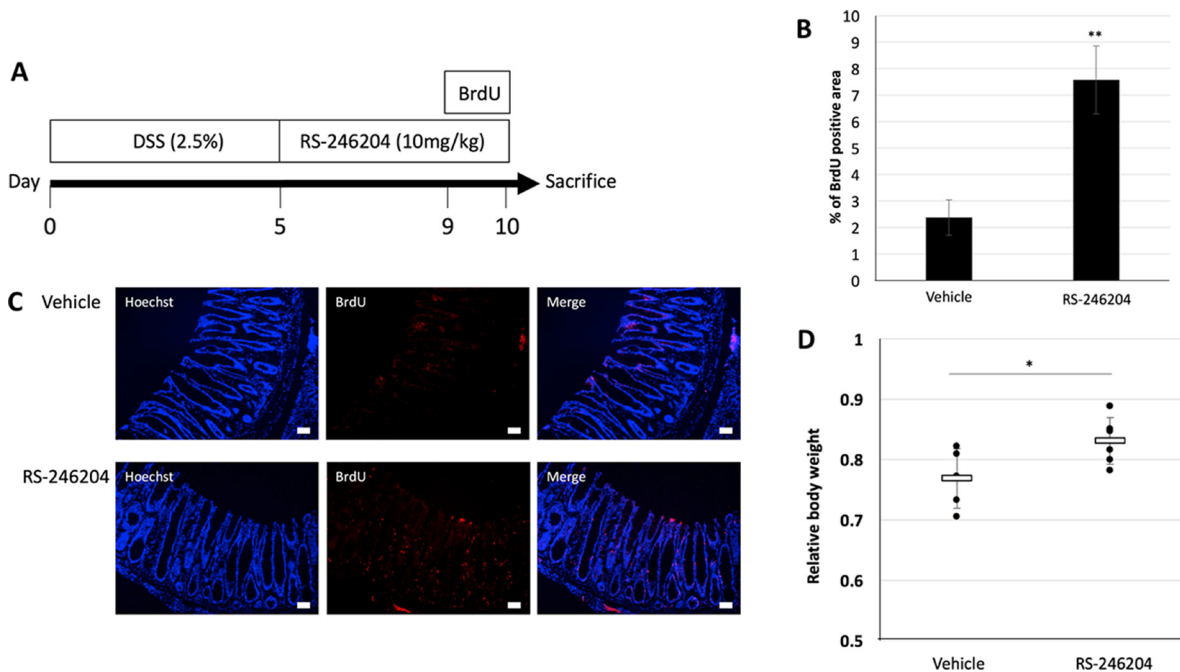 A
BrdU
DSS (2.5%)
RS-246204 (10mg/kg)
Day
Sacrifice
0
5
9
10
B
% of BrdU positive area
10
9
8
7
6
5
4
3
2
1
0
**
Vehicle
RS-246204
C
Vehicle
Hoechst
BrdU
Merge
RS-246204
Hoechst
BrdU
Merge
D
Relative body weight
1
0.9
0.8
0.7
0.6
0.5
*
Vehicle
RS-246204